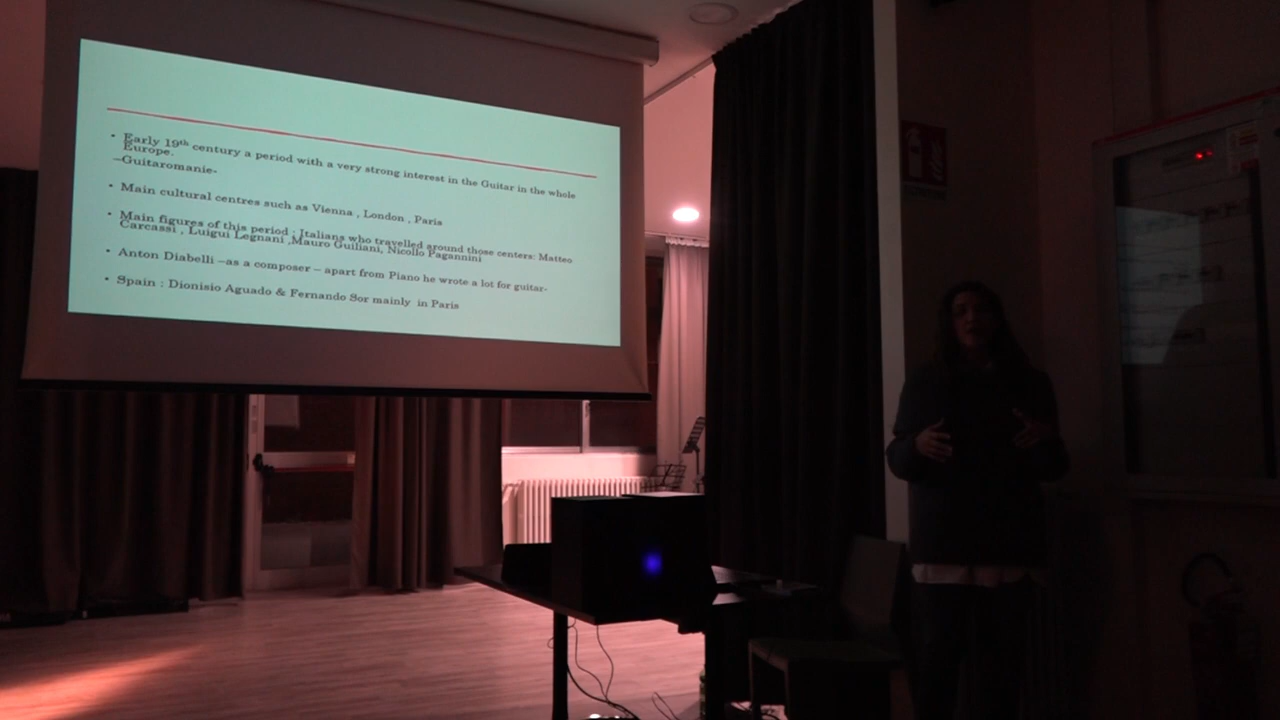 • Early 19th century a period with a very strong interest in the Guitar in the whole
Europe.
–Guitaromanie-
• Main cultural centres such as Vienna , London , Paris
• Main figures of this period : Italians who travelled around those centers: Matteo
Carcassi , Luigui Legnani ,Mauro Guiliani, Nicollo Pagannini
• Anton Diabelli –as a composer – apart from Piano he wrote a lot for guitar-
• Spain : Dionisio Aguado & Fernando Sor mainly in Paris